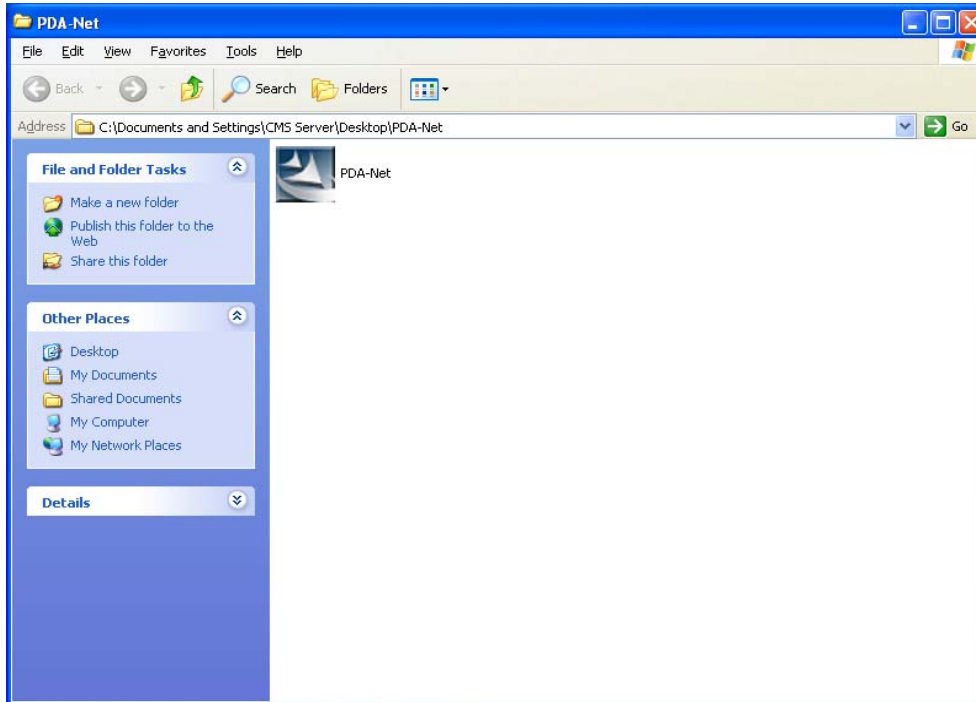 PDA-Net
File Edit View Favorites Tools Help
Back Search Folders
Address C:\Documents and Settings\CMS Server\Desktop\PDA-Net Go
File and Folder Tasks
Make a new folder
Publish this folder to the
Web
Share this folder
Other Places
Desktop
My Documents
Shared Documents
My Computer
My Network Places
Details
PDA-Net